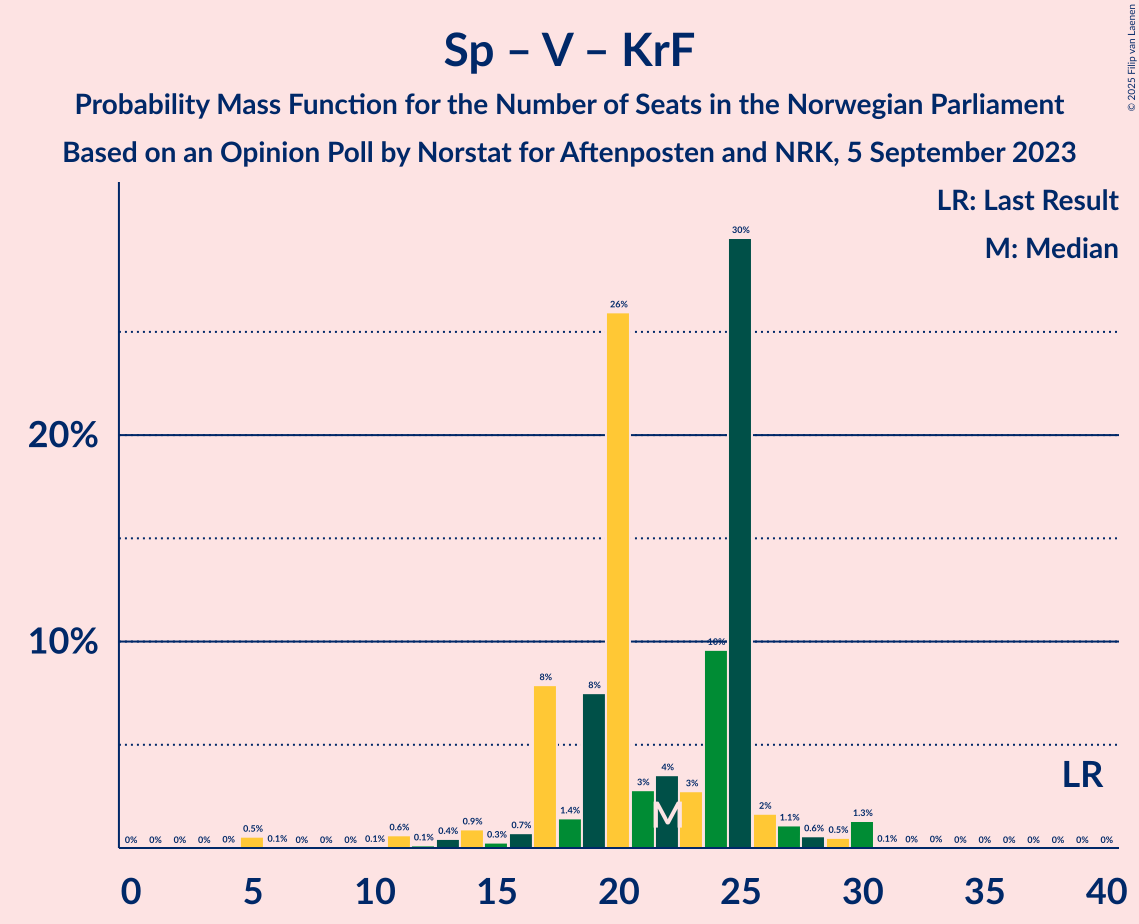 Sp – V – KrF
Probability Mass Function for the Number of Seats in the Norwegian Parliament
Based on an Opinion Poll by Norstat for Aftenposten and NRK, 5 September 2023
© 2025 Filip van Laenen
LR: Last Result
M: Median
30%
26%
20%
10%
10%
8%
8%
4%
3%
3%
LR
M
2%
1.4%
1.3%
1.1%
0% 0% 0% 0% 0% 0.5% 0.1% 0% 0% 0% 0.1% 0.6% 0.1% 0.4% 0.9% 0.3% 0.7% 0.6% 0.5% 0.1% 0% 0% 0% 0% 0% 0% 0% 0% 0%
0 5 10 15 20 25 30 35 40